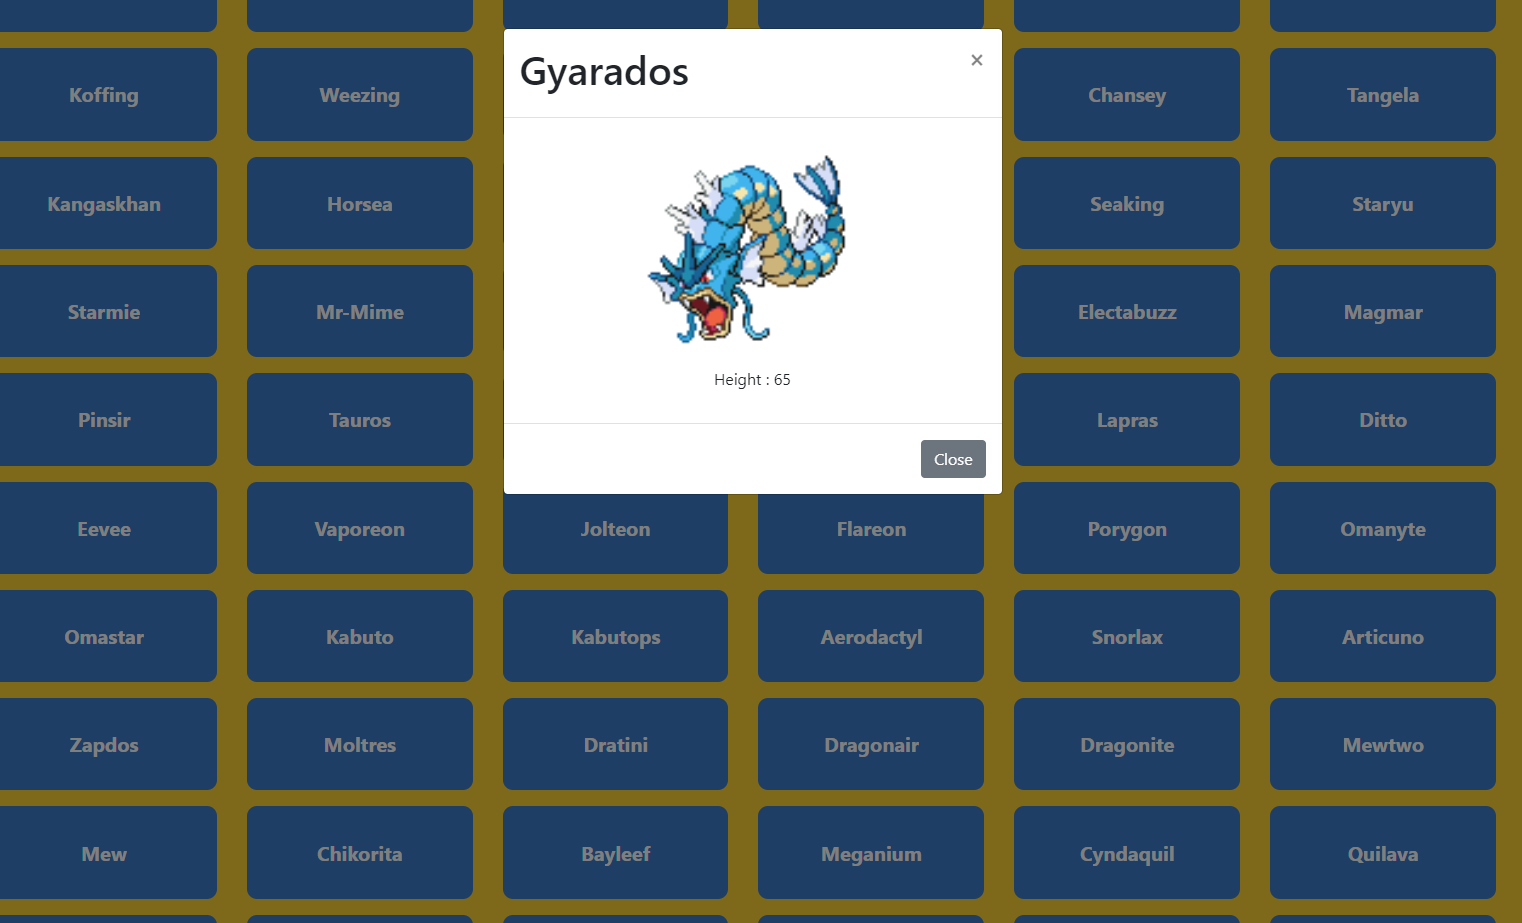 Gyarados
×
Height : 65
Close
Koffing
Weezing
Chansey
Tangela
Kangaskhan
Horsea
Seaking
Staryu
Starmie
Mr-Mime
Electabuzz
Magmar
Pinsir
Tauros
Lapras
Ditto
Eevee
Vaporeon
Jolteon
Flareon
Porygon
Omanyte
Omastar
Kabuto
Kabutops
Aerodactyl
Snorlax
Articuno
Zapdos
Moltres
Dratini
Dragonair
Dragonite
Mewtwo
Mew
Chikorita
Bayleef
Meganium
Cyndaquil
Quilava